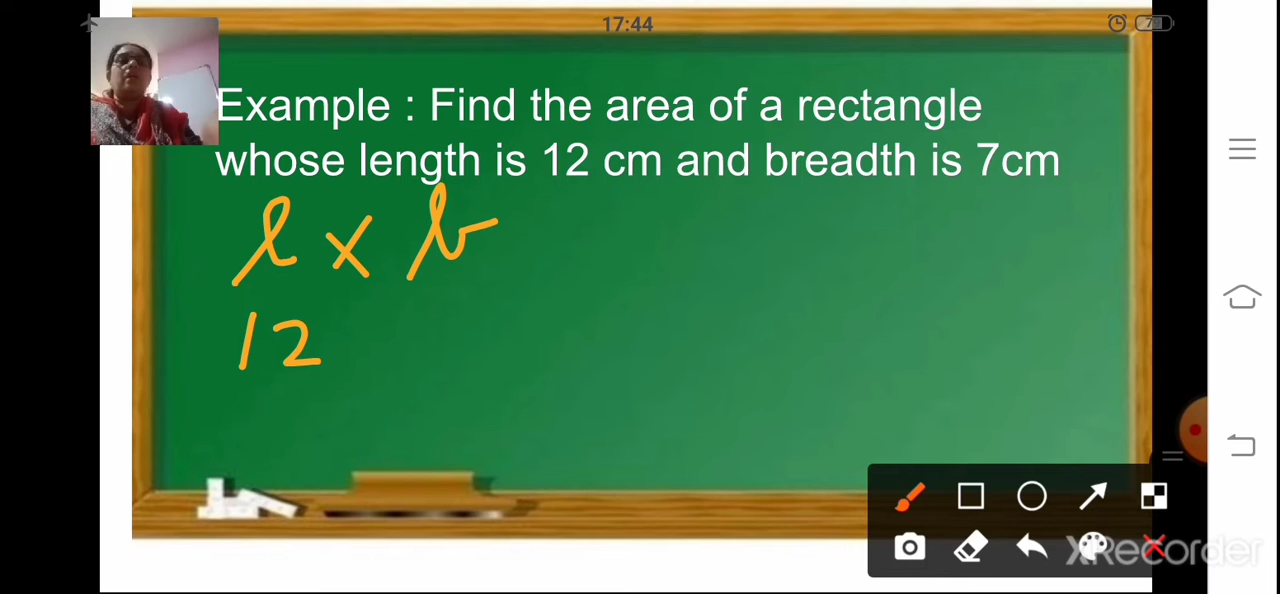 17:44
7
Example : Find the area of a rectangle
whose length is 12 cm and breadth is 7cm
l x b
12
XRecorder